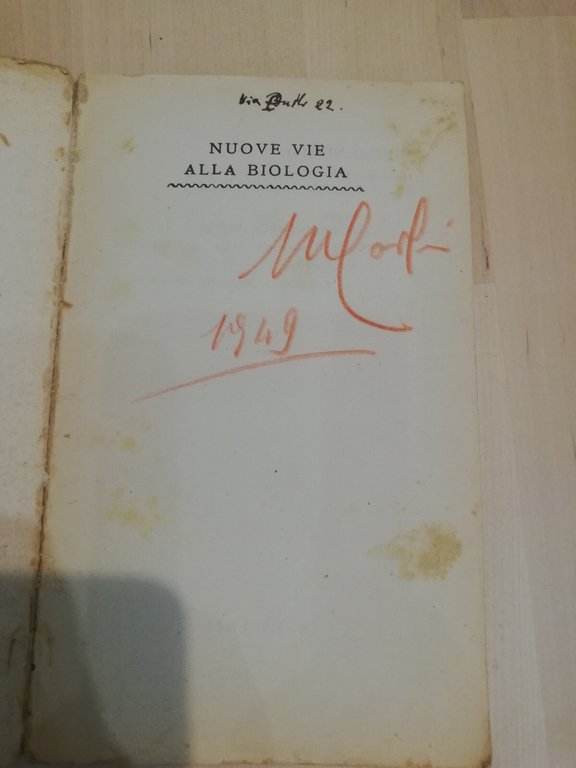 Via 22.
NUOVE VIE
ALLA BIOLOGIA
1949